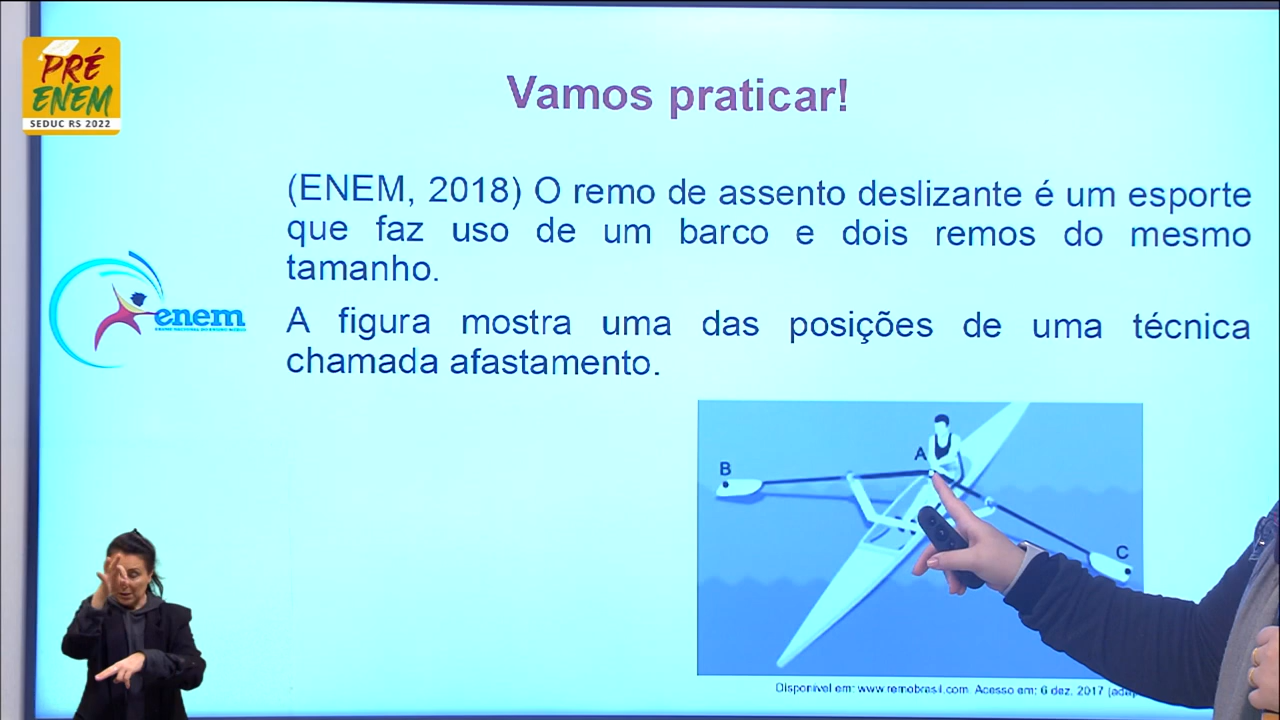 PRÉ
ENEM
SEDUC RS 2022
Vamos praticar!
(ENEM, 2018) O remo de assento deslizante é um esporte
que faz uso de um barco e dois remos do mesmo
tamanho.
enem
A figura mostra uma das posições de uma técnica
chamada afastamento.
A
B
C
Disponível em: www.remobrasil.com. Acesso em: 6 dez. 2017